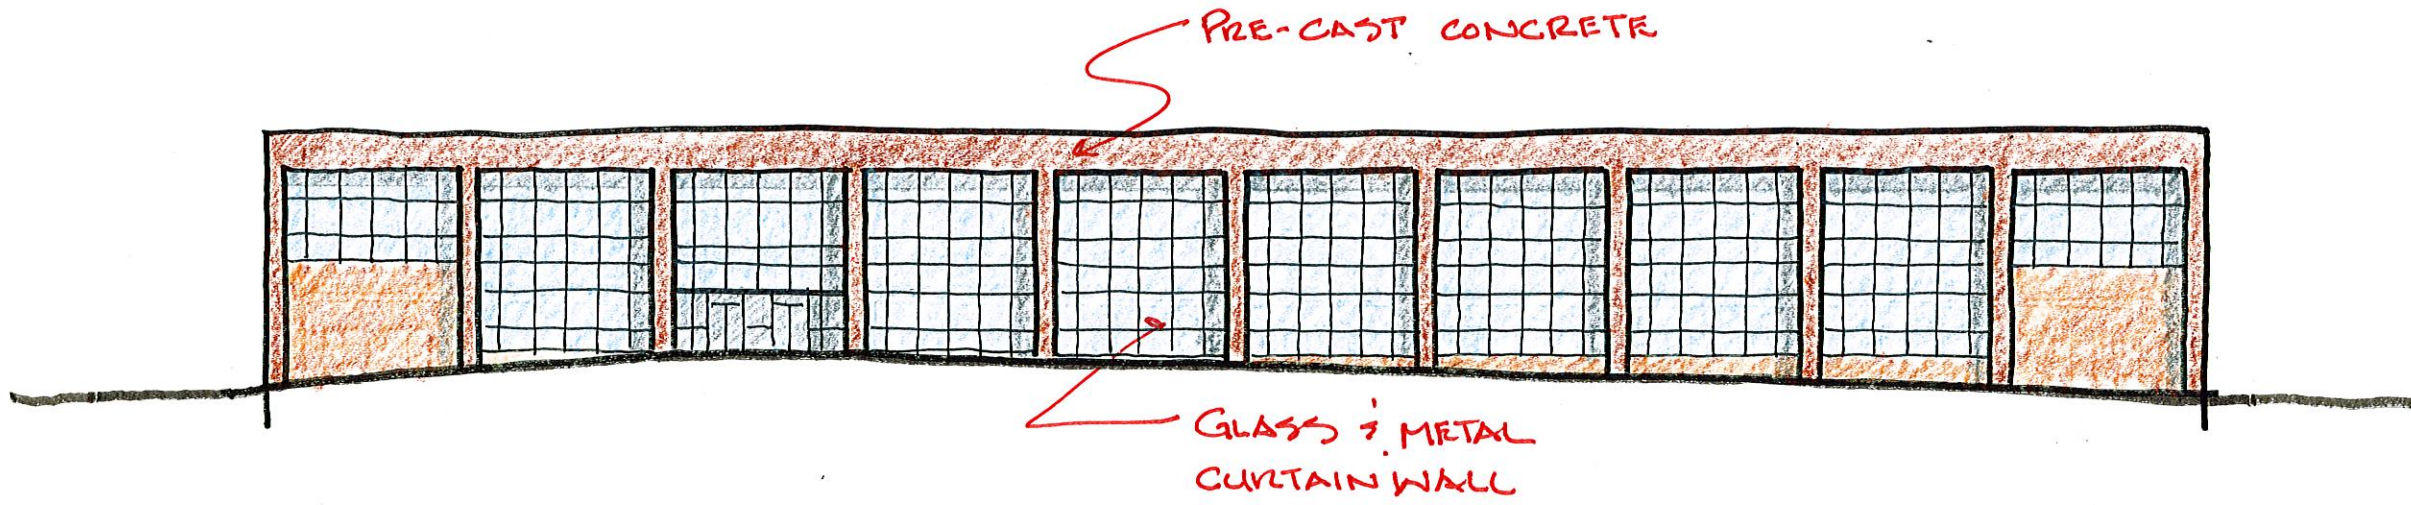 PRE-CAST CONCRETE
GLASS & METAL
CURTAIN WALL